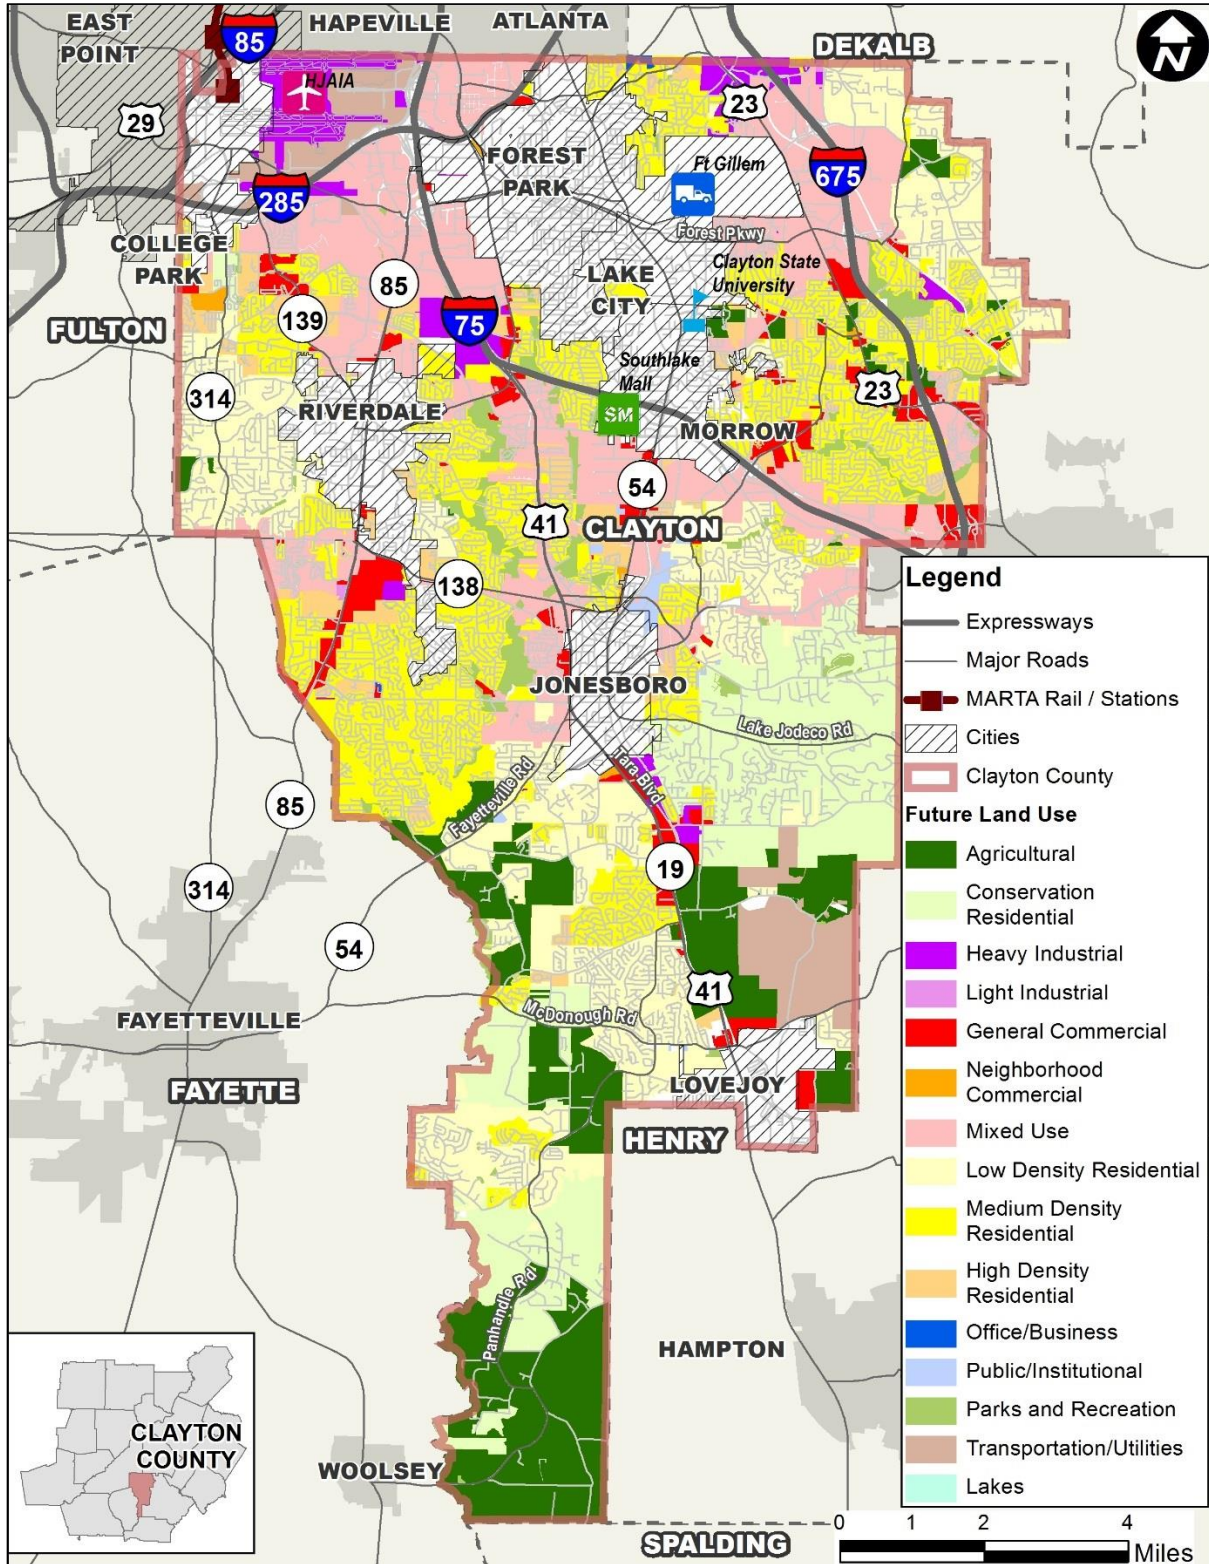 EAST
POINT
85
HAPEVILLE
ATLANTA
DEKALB
N
HJAIA
29
23
FOREST
PARK
Ft Gillem
675
285
Forest Pkwy
COLLEGE
PARK
Clayton State
University
LAKE
CITY
85
139
75
FULTON
Southlake
Mall
23
314
RIVERDALE
SM
MORROW
54
41
CLAYTON
138
JONESBORO
Lake Jodeco Rd
Tara Blvd
Fayetteville Rd
85
19
314
54
41
McDonough Rd
FAYETTEVILLE
FAYETTE
LOVEJOY
HENRY
Panhandle Rd
HAMPTON
WOOLSEY
SPALDING
CLAYTON
COUNTY
Legend
Expressways
Major Roads
MARTA Rail / Stations
Cities
Clayton County
Future Land Use
Agricultural
Conservation
Residential
Heavy Industrial
Light Industrial
General Commercial
Neighborhood
Commercial
Mixed Use
Low Density Residential
Medium Density
Residential
High Density
Residential
Office/Business
Public/Institutional
Parks and Recreation
Transportation/Utilities
Lakes
0 1 2 4
Miles